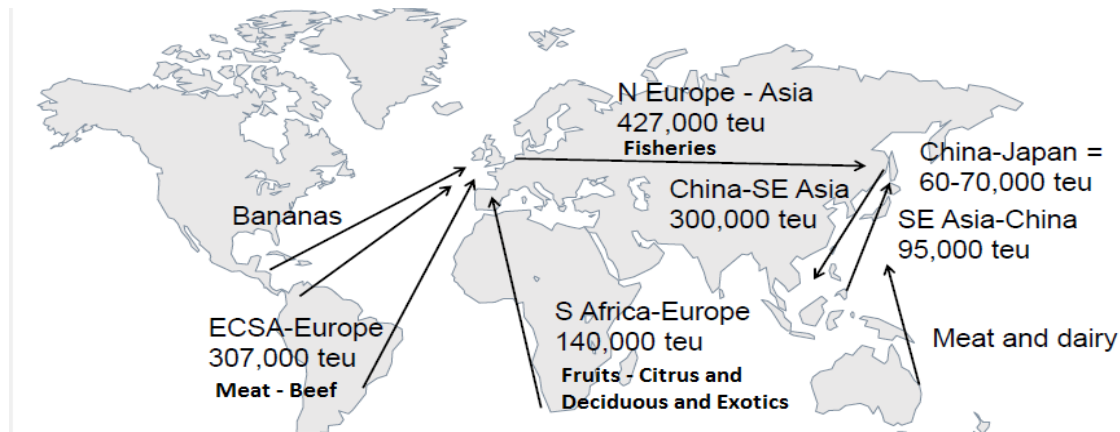 N Europe - Asia
427,000 teu
Fisheries
China-Japan =
60-70,000 teu
China-SE Asia
300,000 teu
Bananas
SE Asia-China
95,000 teu
ECSA-Europe
307,000 teu
Meat - Beef
S Africa-Europe
140,000 teu
Fruits - Citrus and
Deciduous and Exotics
Meat and dairy